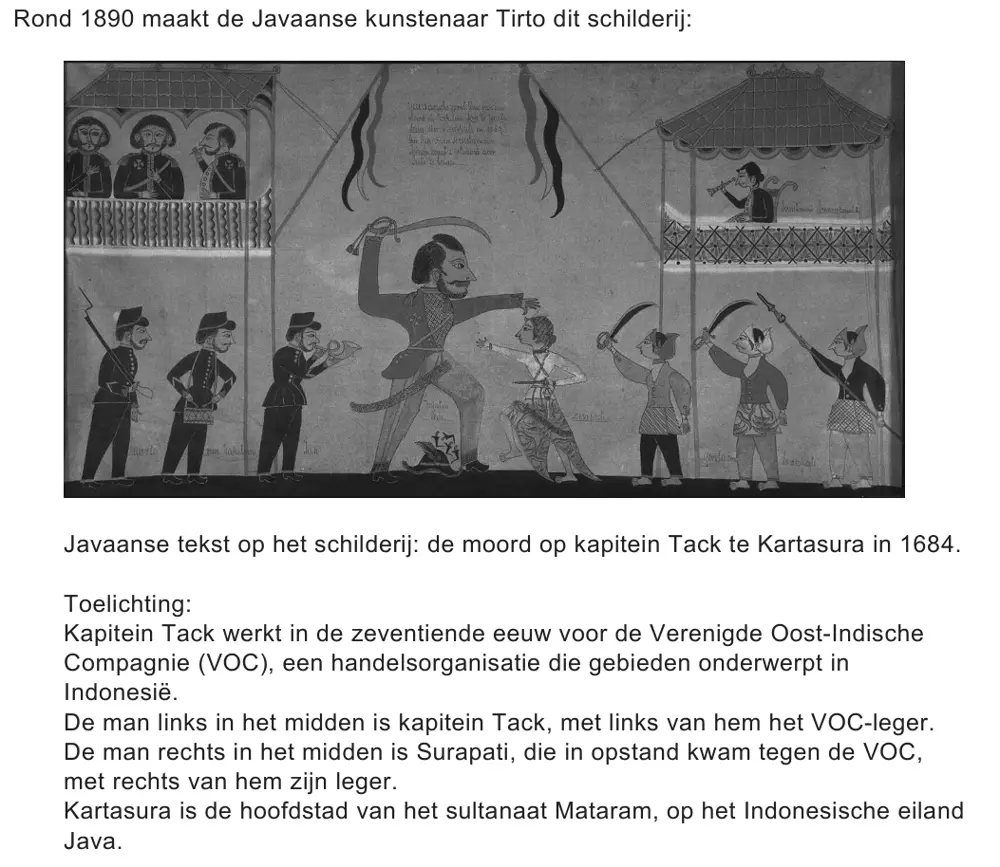 Rond 1890 maakt de Javaanse kunstenaar Tirto dit schilderij:
Javaanse tekst op het schilderij: de moord op kapitein Tack te Kartasura in 1684.
Toelichting:
Kapitein Tack werkt in de zeventiende eeuw voor de Verenigde Oost-Indische
Compagnie (VOC), een handelsorganisatie die gebieden onderwerpt in
Indonesië.
De man links in het midden is kapitein Tack, met links van hem het VOC-leger.
De man rechts in het midden is Surapati, die in opstand kwam tegen de VOC,
met rechts van hem zijn leger.
Kartasura is de hoofdstad van het sultanaat Mataram, op het Indonesische eiland
Java.